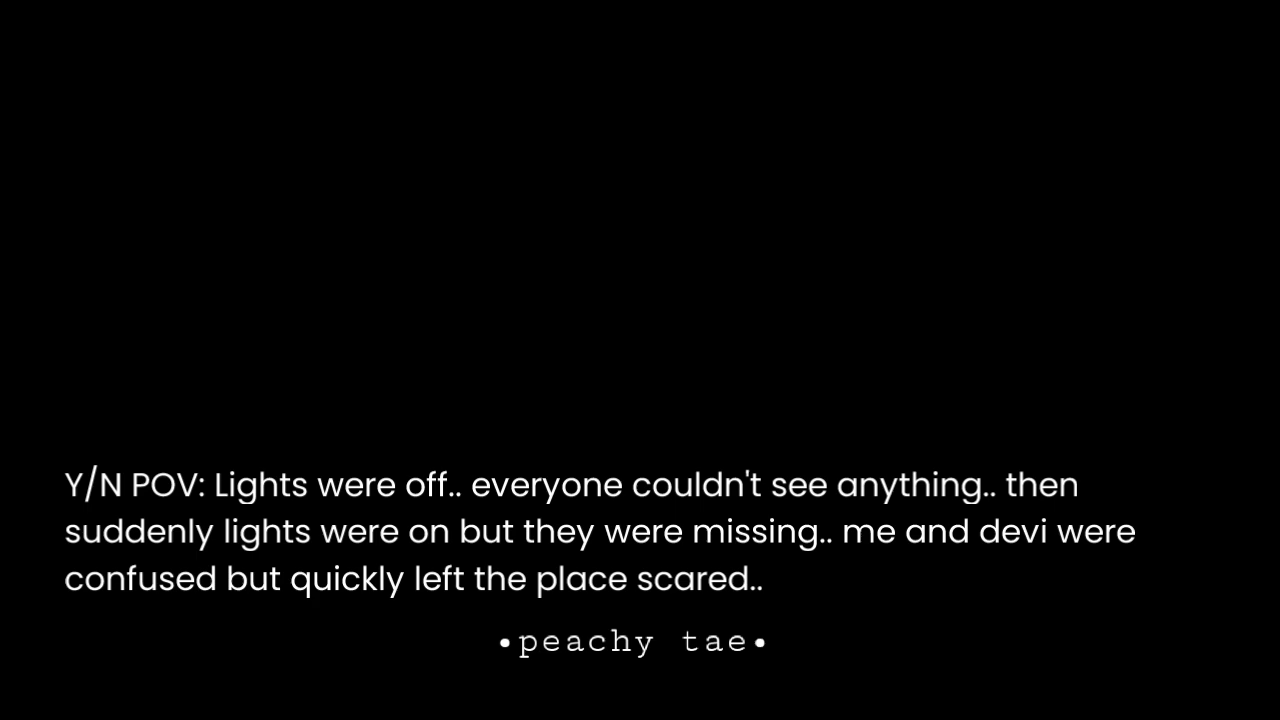 Y/N POV: Lights were off.. everyone couldn't see anything.. then
suddenly lights were on but they were missing.. me and devi were
confused but quickly left the place scared..
•peachy tae•